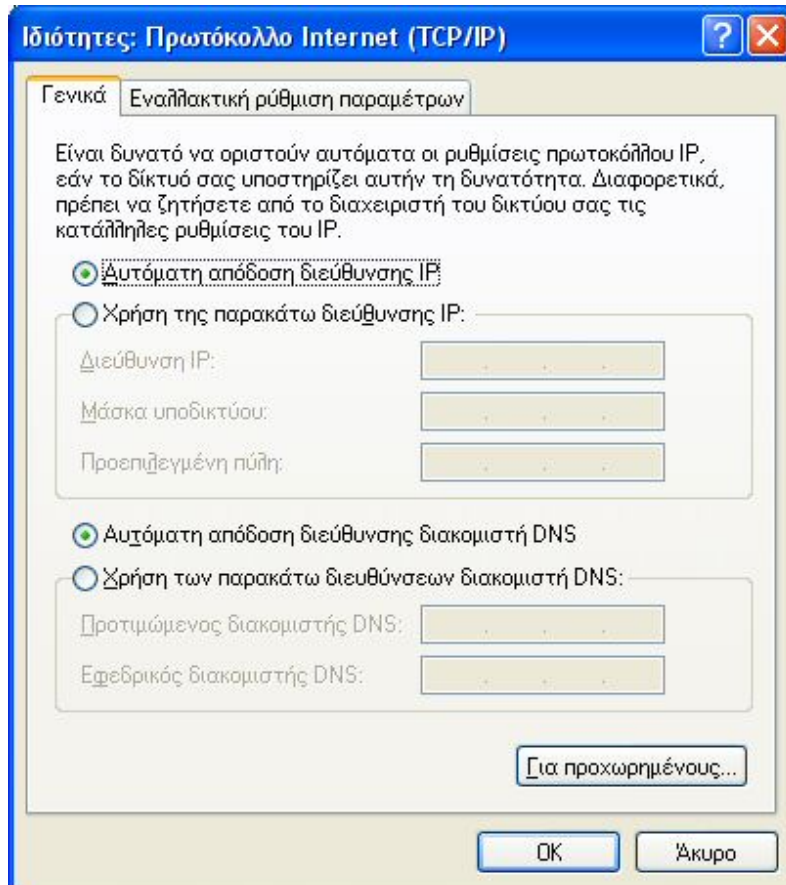 Ιδιότητες: Πρωτόκολλο Internet (TCP/IP)
Γενικά
Εναλλακτική ρύθμιση παραμέτρων
Είναι δυνατό να οριστούν αυτόματα οι ρυθμίσεις πρωτοκόλλου IP,
εάν το δίκτυό σας υποστηρίζει αυτήν τη δυνατότητα. Διαφορετικά,
πρέπει να ζητήσετε από το διαχειριστή του δικτύου σας τις
κατάλληλες ρυθμίσεις του IP.
Αυτόματη απόδοση διεύθυνσης IP
Χρήση της παρακάτω διεύθυνσης IP:
Διεύθυνση IP:
Μάσκα υποδικτύου:
Προεπιλεγμένη πύλη:
Αυτόματη απόδοση διεύθυνσης διακομιστή DNS
Χρήση των παρακάτω διευθύνσεων διακομιστή DNS:
Προτιμώμενος διακομιστής DNS:
Εφεδρικός διακομιστής DNS:
Για προχωρημένους...
OK
Άκυρο